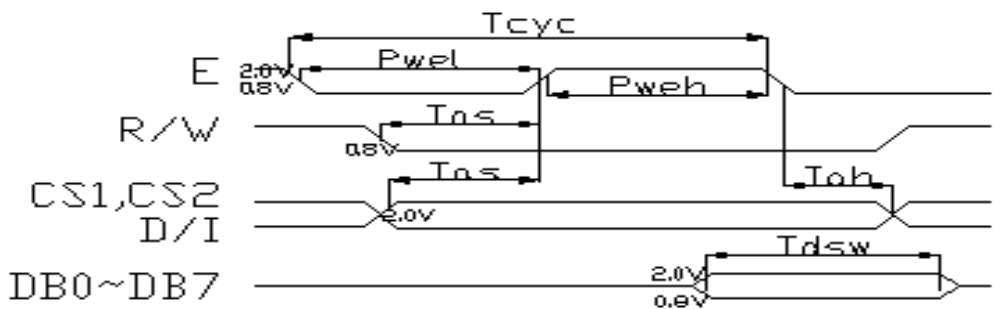 Tcyc
E 2.0V Pwel
0.8V Pweh
R/W Tas
0.8V
Tas Tah
CS1,CS2
2.0V
D/I
Tdsw
2.0V
DB0~DB7
0.8V